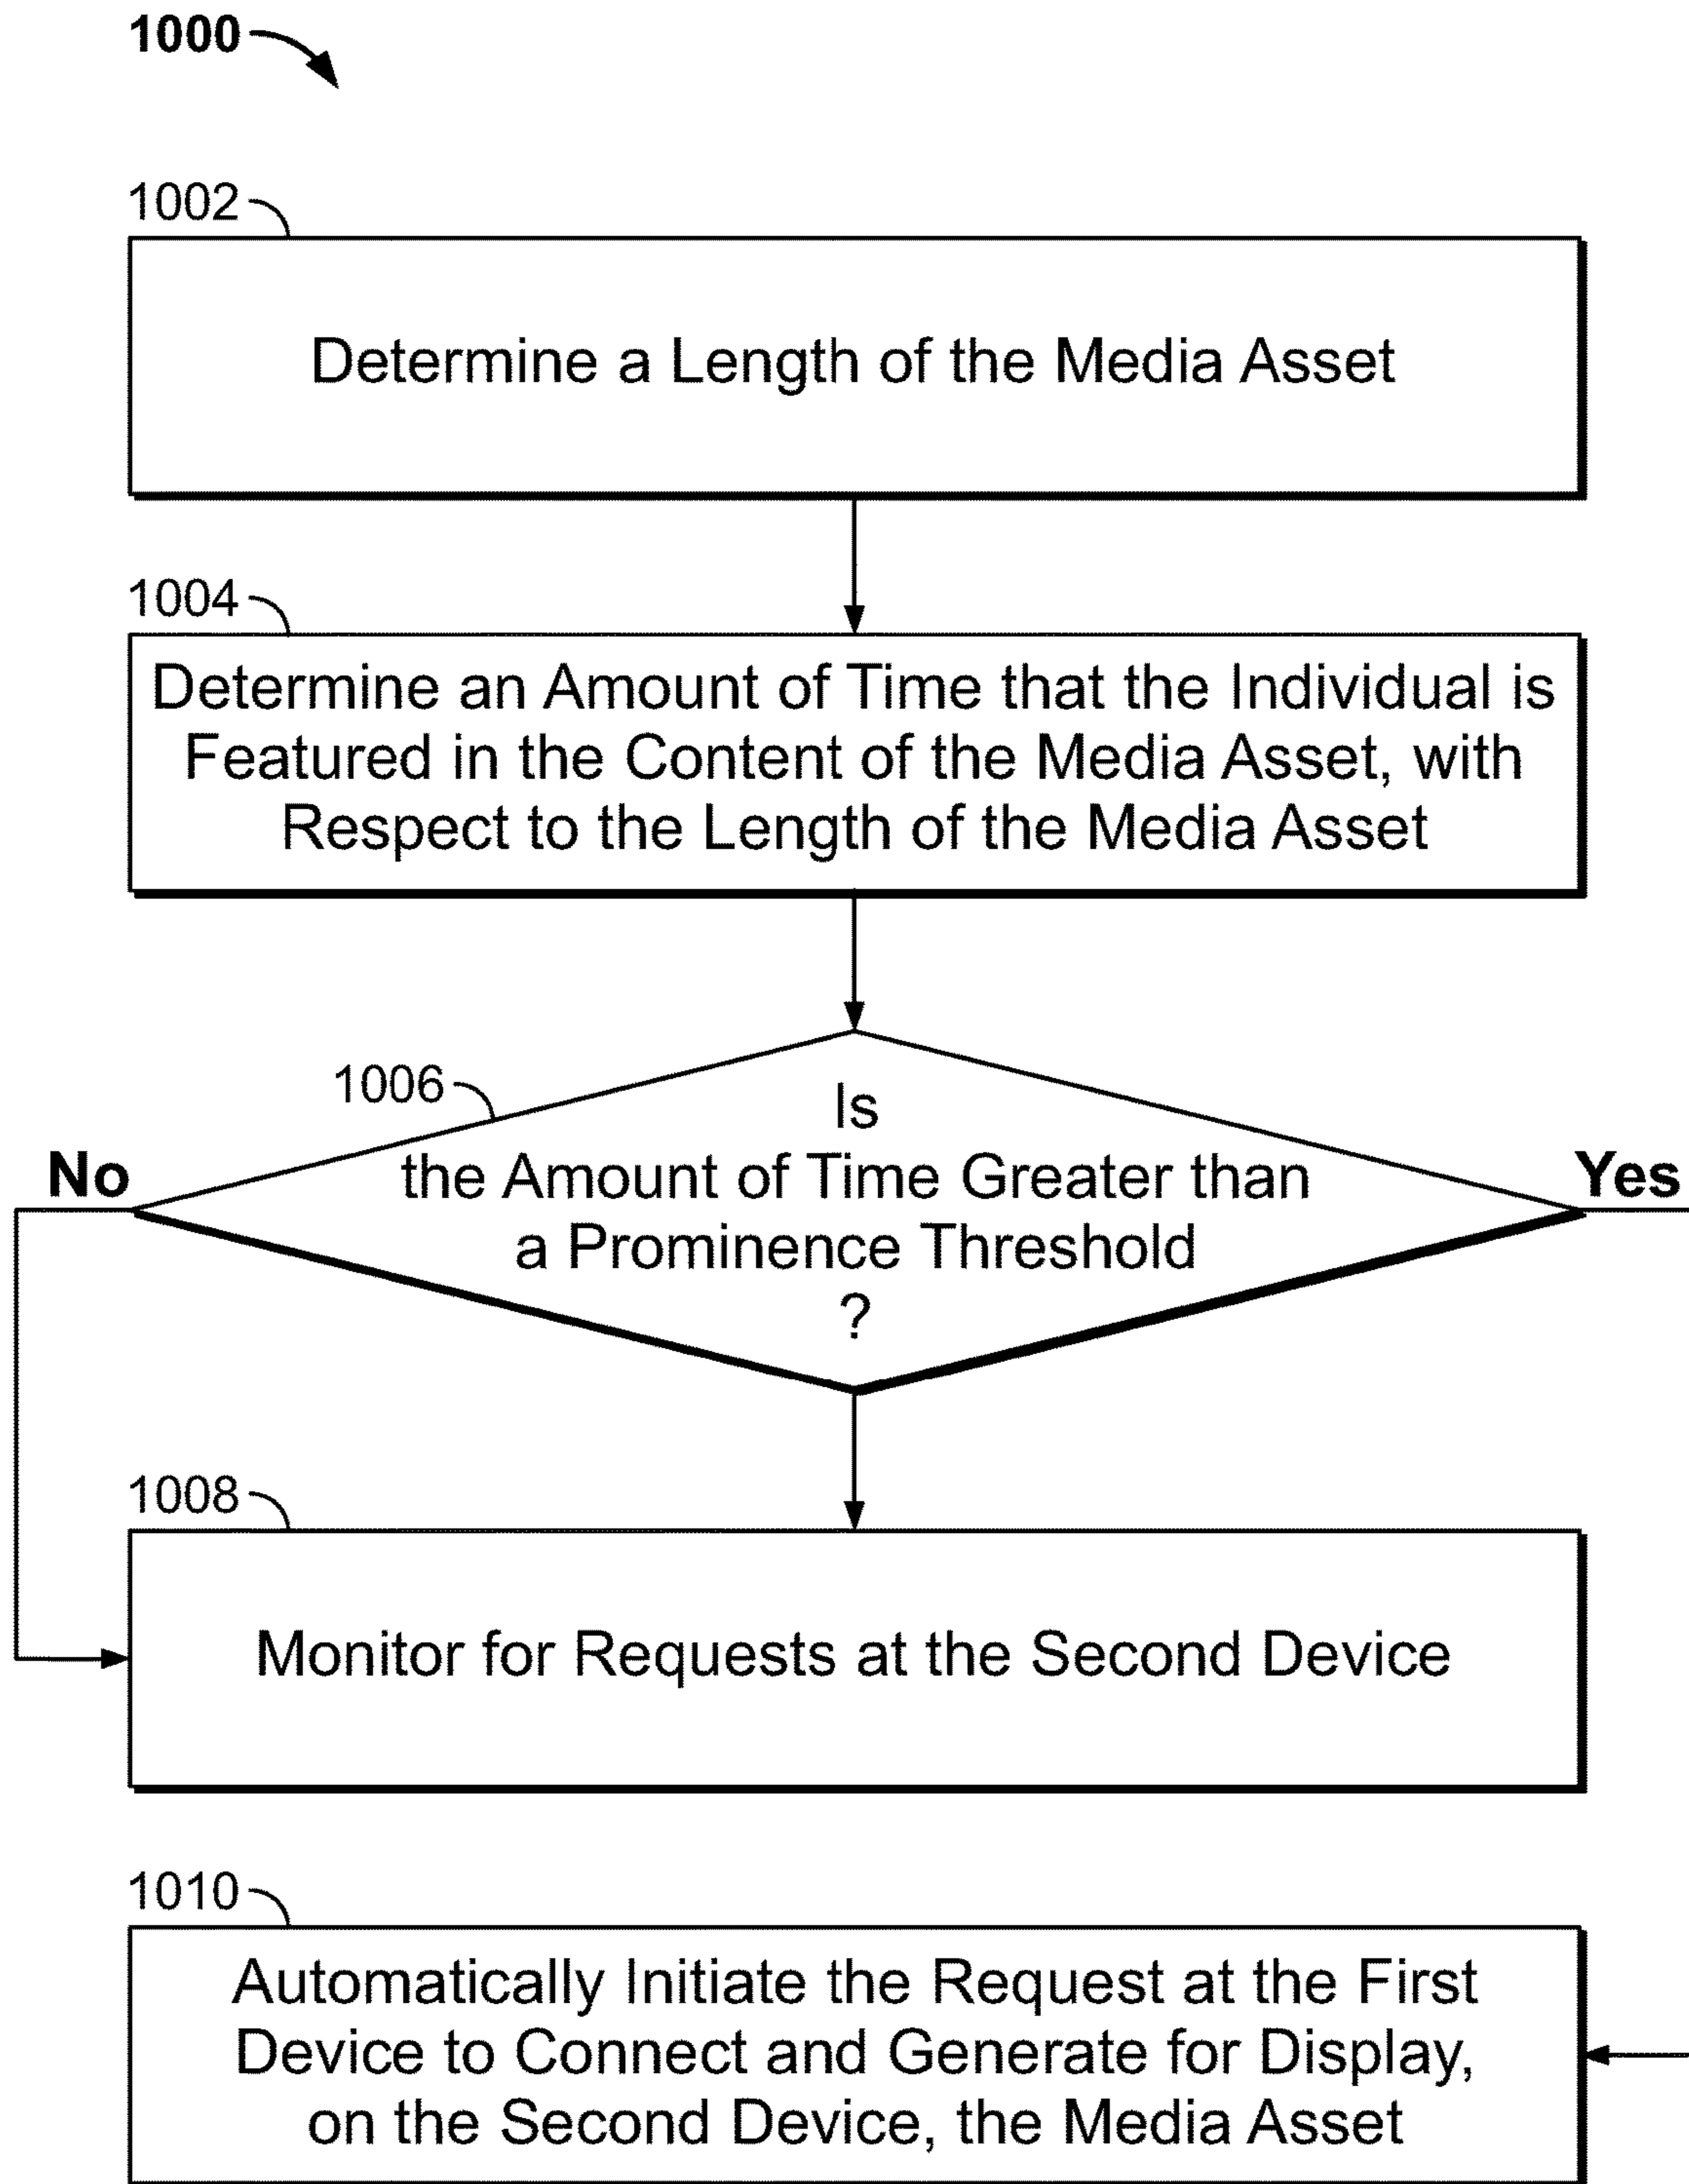 1000
1002
Determine a Length of the Media Asset
1004
Determine an Amount of Time that the Individual is
Featured in the Content of the Media Asset, with
Respect to the Length of the Media Asset
1006
Is
No
the Amount of Time Greater than
Yes
a Prominence Threshold
?
1008
Monitor for Requests at the Second Device
1010
Automatically Initiate the Request at the First
Device to Connect and Generate for Display,
on the Second Device, the Media Asset